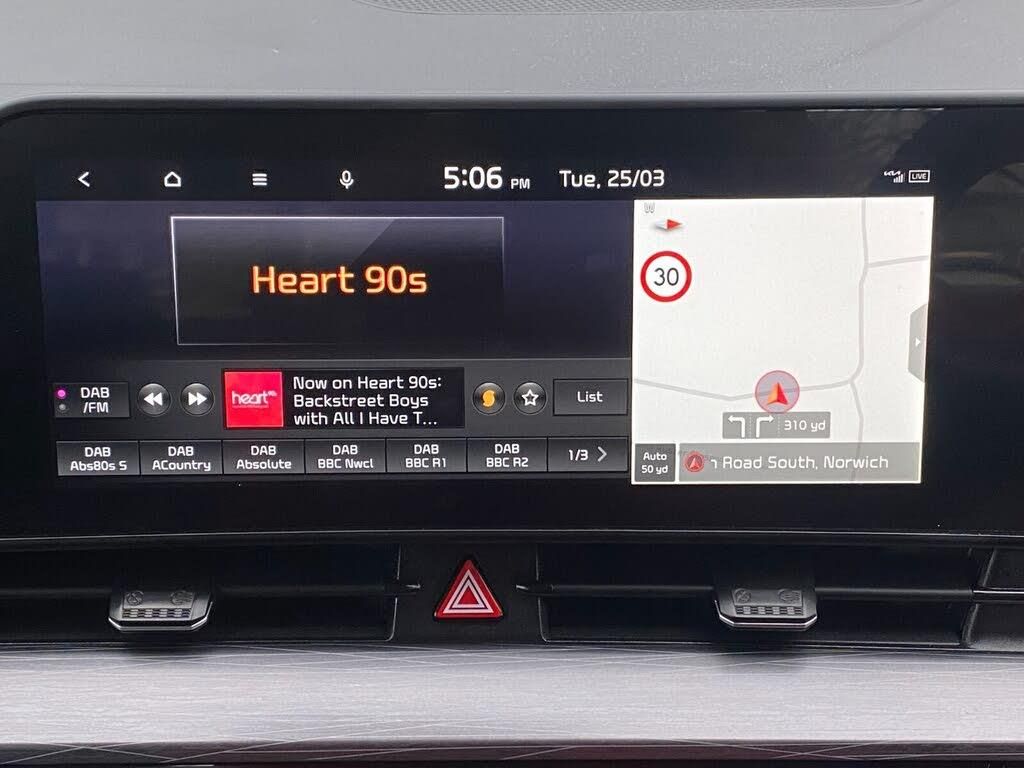 5:06 PM Tue, 25/03
LIVE
Heart 90s
W
30
DAB
/FM
heart
Now on Heart 90s:
Backstreet Boys
with All I Have T...
List
310 yd
DAB
Abs80s S
DAB
ACountry
DAB
Absolute
DAB
BBC Nwcl
DAB
BBC R1
DAB
BBC R2
1/3
Auto
50 yd
Road South, Norwich